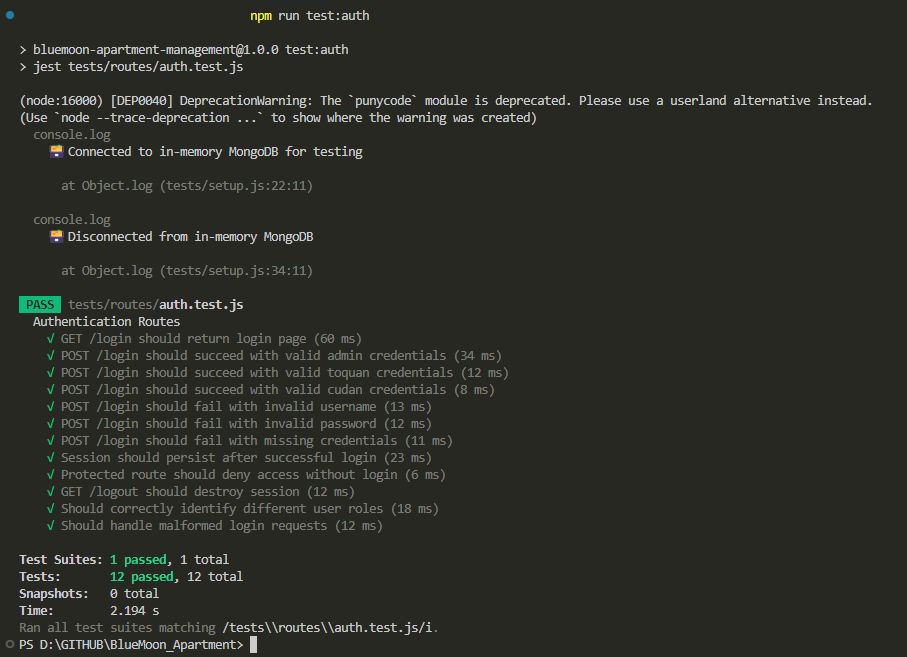 npm run test:auth
> bluemoon-apartment-management@1.0.0 test:auth
> jest tests/routes/auth.test.js
(node:16000) [DEP0040] DeprecationWarning: The `punycode` module is deprecated. Please use a userland alternative instead.
(Use `node --trace-deprecation ...` to show where the warning was created)
console.log
Connected to in-memory MongoDB for testing
at Object.log (tests/setup.js:22:11)
console.log
Disconnected from in-memory MongoDB
at Object.log (tests/setup.js:34:11)
PASS tests/routes/auth.test.js
Authentication Routes
√ GET /login should return login page (60 ms)
√ POST /login should succeed with valid admin credentials (34 ms)
√ POST /login should succeed with valid toquan credentials (12 ms)
√ POST /login should succeed with valid cudan credentials (8 ms)
√ POST /login should fail with invalid username (13 ms)
√ POST /login should fail with invalid password (12 ms)
√ POST /login should fail with missing credentials (11 ms)
√ Session should persist after successful login (23 ms)
√ Protected route should deny access without login (6 ms)
√ GET /logout should destroy session (12 ms)
√ Should correctly identify different user roles (18 ms)
√ Should handle malformed login requests (12 ms)
Test Suites: 1 passed, 1 total
Tests: 12 passed, 12 total
Snapshots: 0 total
Time: 2.194 s
Ran all test suites matching /tests\\routes\\auth.test.js/i.
PS D:\GITHUB\BlueMoon_Apartment>